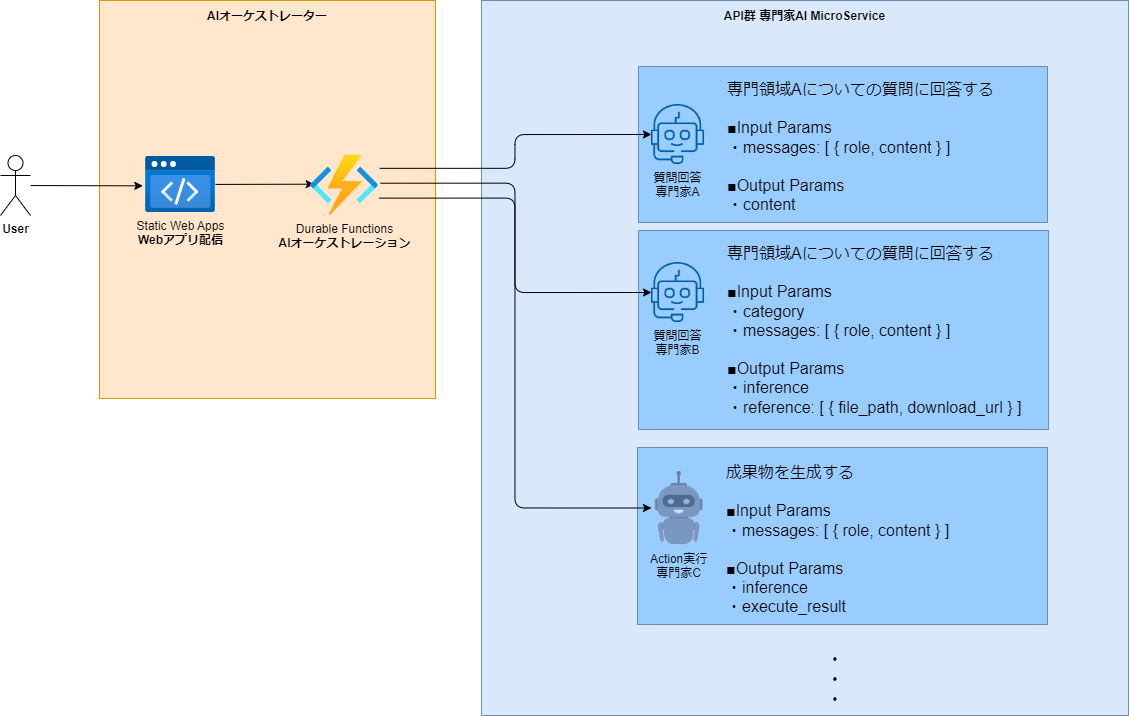 AIオーケストレーター
API群 専門家AI MicroService
User
Static Web Apps
Webアプリ配信
Durable Functions
AIオーケストレーション
質問回答
専門家A
専門領域Aについての質問に回答する
■Input Params
・messages: [ { role, content } ]
■Output Params
・content
質問回答
専門家B
専門領域Aについての質問に回答する
■Input Params
・category
・messages: [ { role, content } ]
■Output Params
・inference
・reference: [ { file_path, download_url } ]
Action実行
専門家C
成果物を生成する
■Input Params
・messages: [ { role, content } ]
■Output Params
・inference
・execute_result
・
・
・